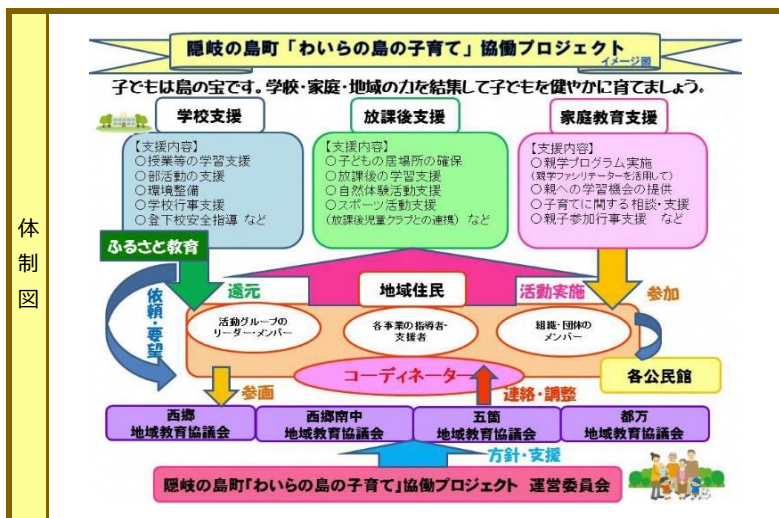 体制図
隠岐の島町「わいらの島の子育て」協働プロジェクト
イメージ図
子どもは島の宝です。学校・家庭・地域の力を結集して子どもを健やかに育てましょう。
学校支援
【支援内容】
○授業等の学習支援
○部活動の支援
○環境整備
○学校行事支援
○登下校安全指導 など
放課後支援
【支援内容】
○子どもの居場所の確保
○放課後の学習支援
○自然体験活動支援
○スポーツ活動支援
(放課後児童クラブとの連携) など
家庭教育支援
【支援内容】
○親学プログラム実施
(親学ファシリテーターを活用して)
○親への学習機会の提供
○子育てに関する相談・支援
○親子参加行事支援 など
ふるさと教育
依頼・要望
還元
地域住民
活動実施
参加
活動グループの
リーダー・メンバー
各事業の指導者・
支援者
組織・団体の
メンバー
コーディネーター
各公民館
参画
連絡・調整
西郷
地域教育協議会
西郷南中
地域教育協議会
五箇
地域教育協議会
都万
地域教育協議会
方針・支援
隠岐の島町「わいらの島の子育て」協働プロジェクト 運営委員会